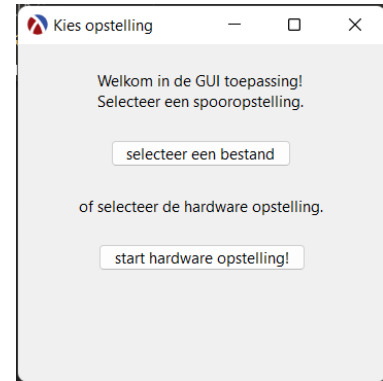 Kies opstelling
Welkom in de GUI toepassing!
Selecteer een spooropstelling.
selecteer een bestand
of selecteer de hardware opstelling.
start hardware opstelling!